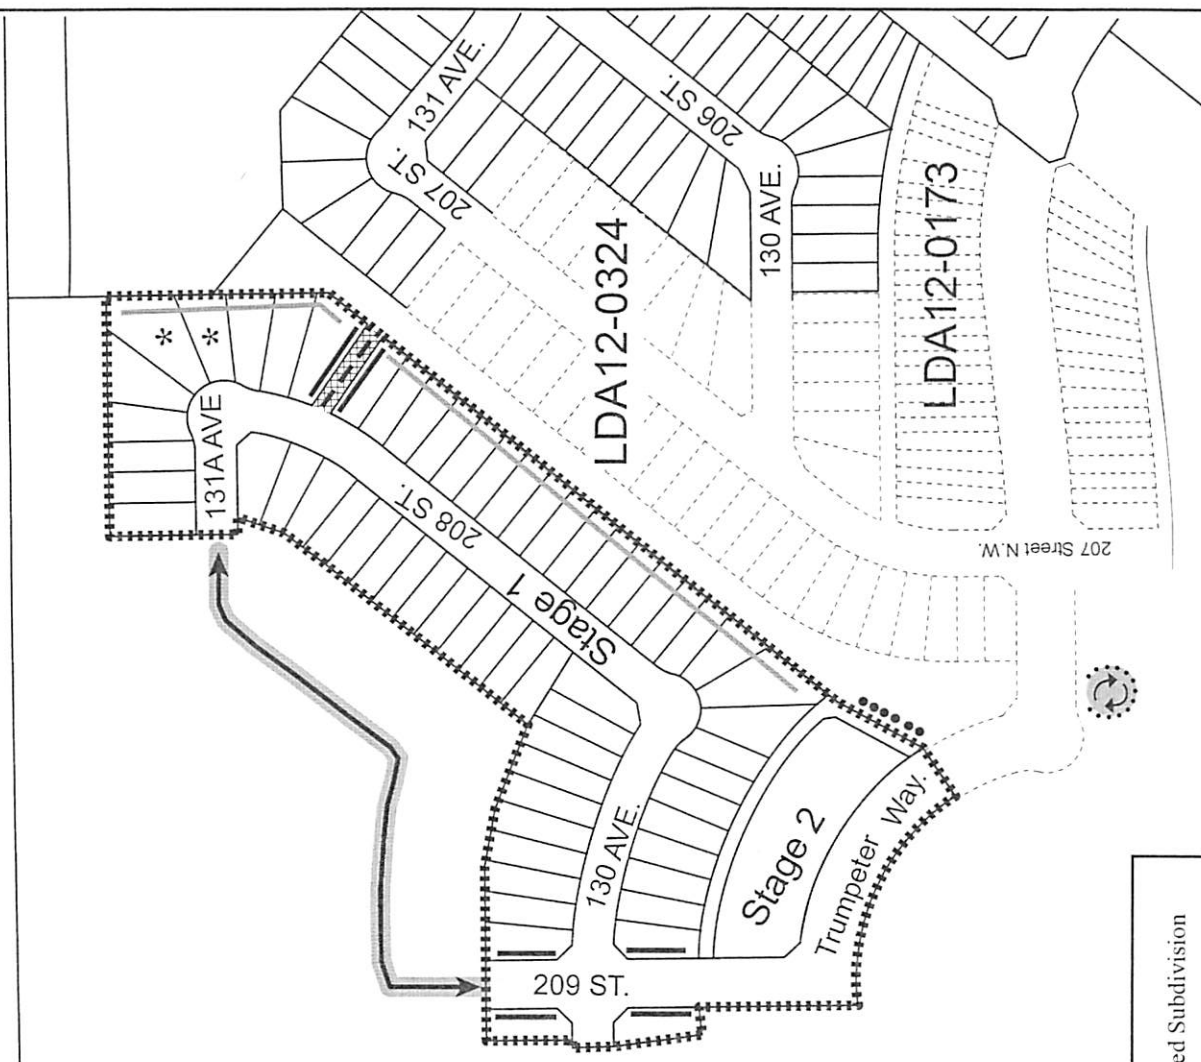 131 AVE.
206 ST.
207 ST.
130 AVE.
LDA12-0173
LDA12-0324
* *
131A AVE
208 ST.
Stage 1
207 Street N.W.
130 AVE.
Stage 2
Trumpeter Way.
209 ST.
ed Subdivision